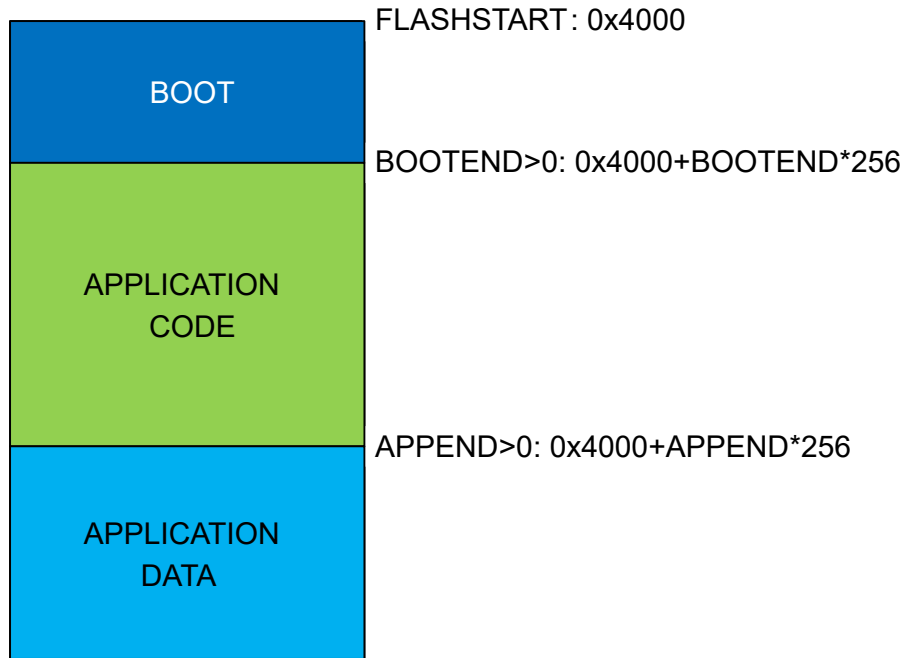 FLASHSTART: 0x4000
BOOT
BOOTEND>0: 0x4000+BOOTEND*256
APPLICATION
CODE
APPEND>0: 0x4000+APPEND*256
APPLICATION
DATA